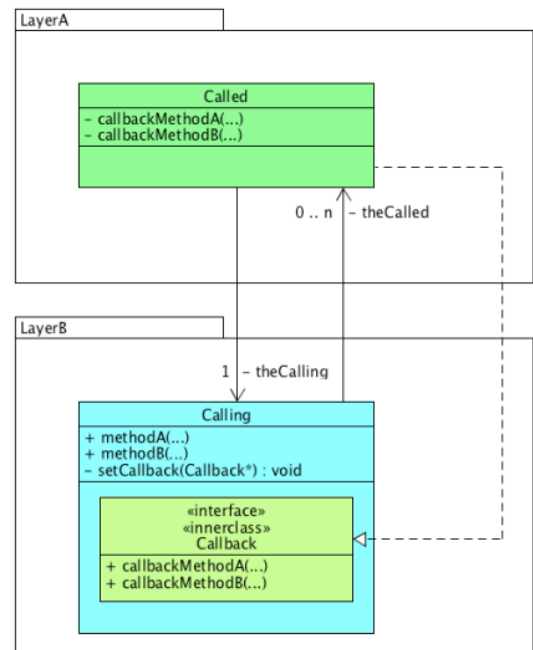 LayerA
Called
- callbackMethodA(...)
- callbackMethodB(...)
0 .. n - theCalled
LayerB
1 - theCalling
Calling
+ methodA(...)
+ methodB(...)
- setCallback(Callback*) : void
«interface»
«innerclass»
Callback
+ callbackMethodA(...)
+ callbackMethodB(...)